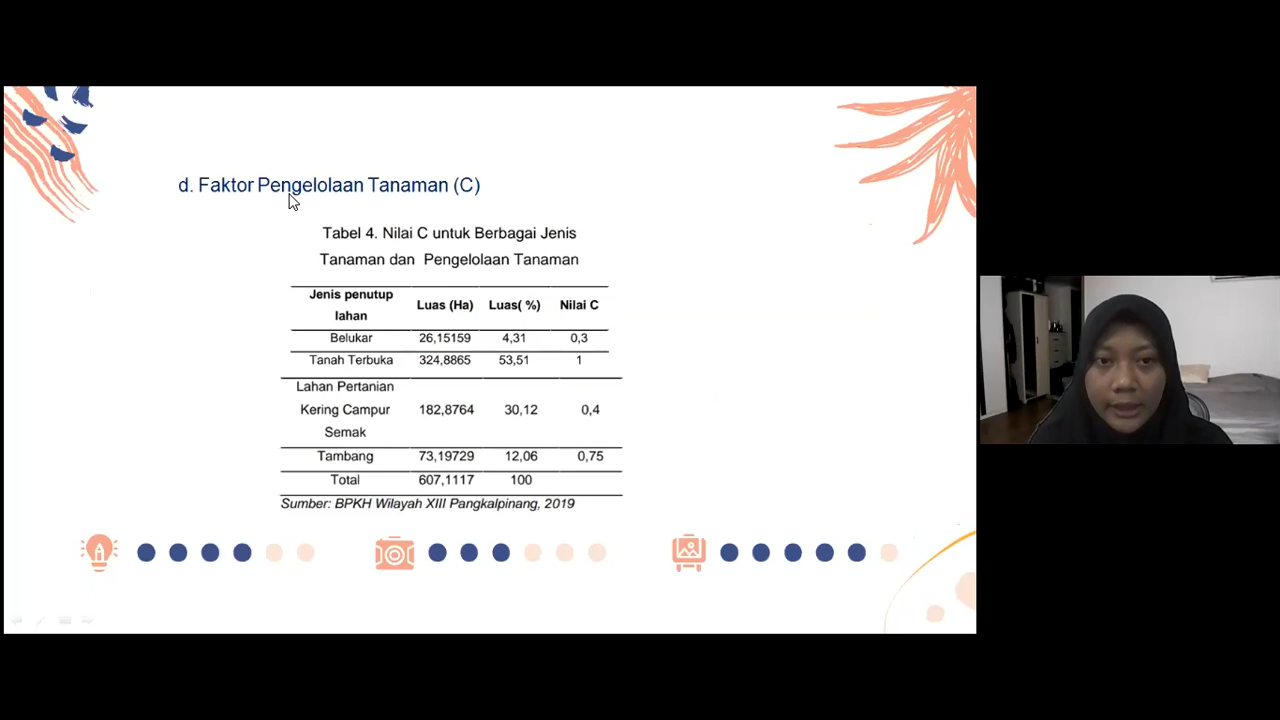 d. Faktor Pengelolaan Tanaman (C)
Tabel 4. Nilai C untuk Berbagai Jenis
Tanaman dan Pengelolaan Tanaman
Jenis penutup
lahan
Luas (Ha)
Luas( %)
Nilai C
Belukar 26,15159 4,31 0,3
Tanah Terbuka 324,8865 53,51 1
Lahan Pertanian
Kering Campur 182,8764 30,12 0,4
Semak
Tambang 73,19729 12,06 0,75
Total 607,1117 100
Sumber: BPKH Wilayah XIII Pangkalpinang, 2019